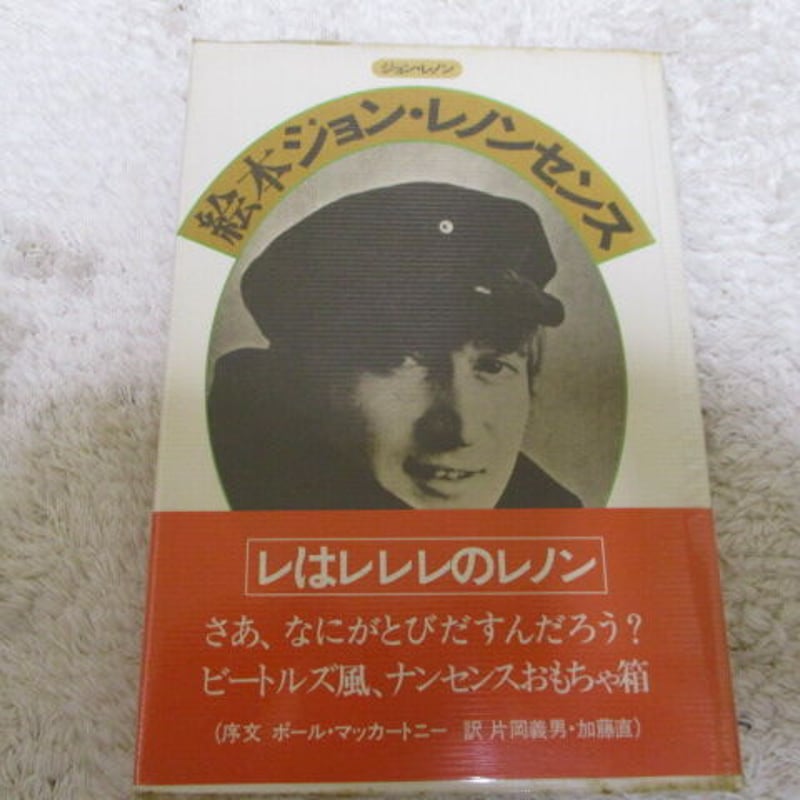 ジョン・レノン
絵本ジョン・レノンセンス
レはレレレのレノン
さあ、なにがとびだすんだろう?
ビートルズ風、ナンセンスおもちゃ箱
(序文 ポール・マッカートニー 訳 片岡義男・加藤直)